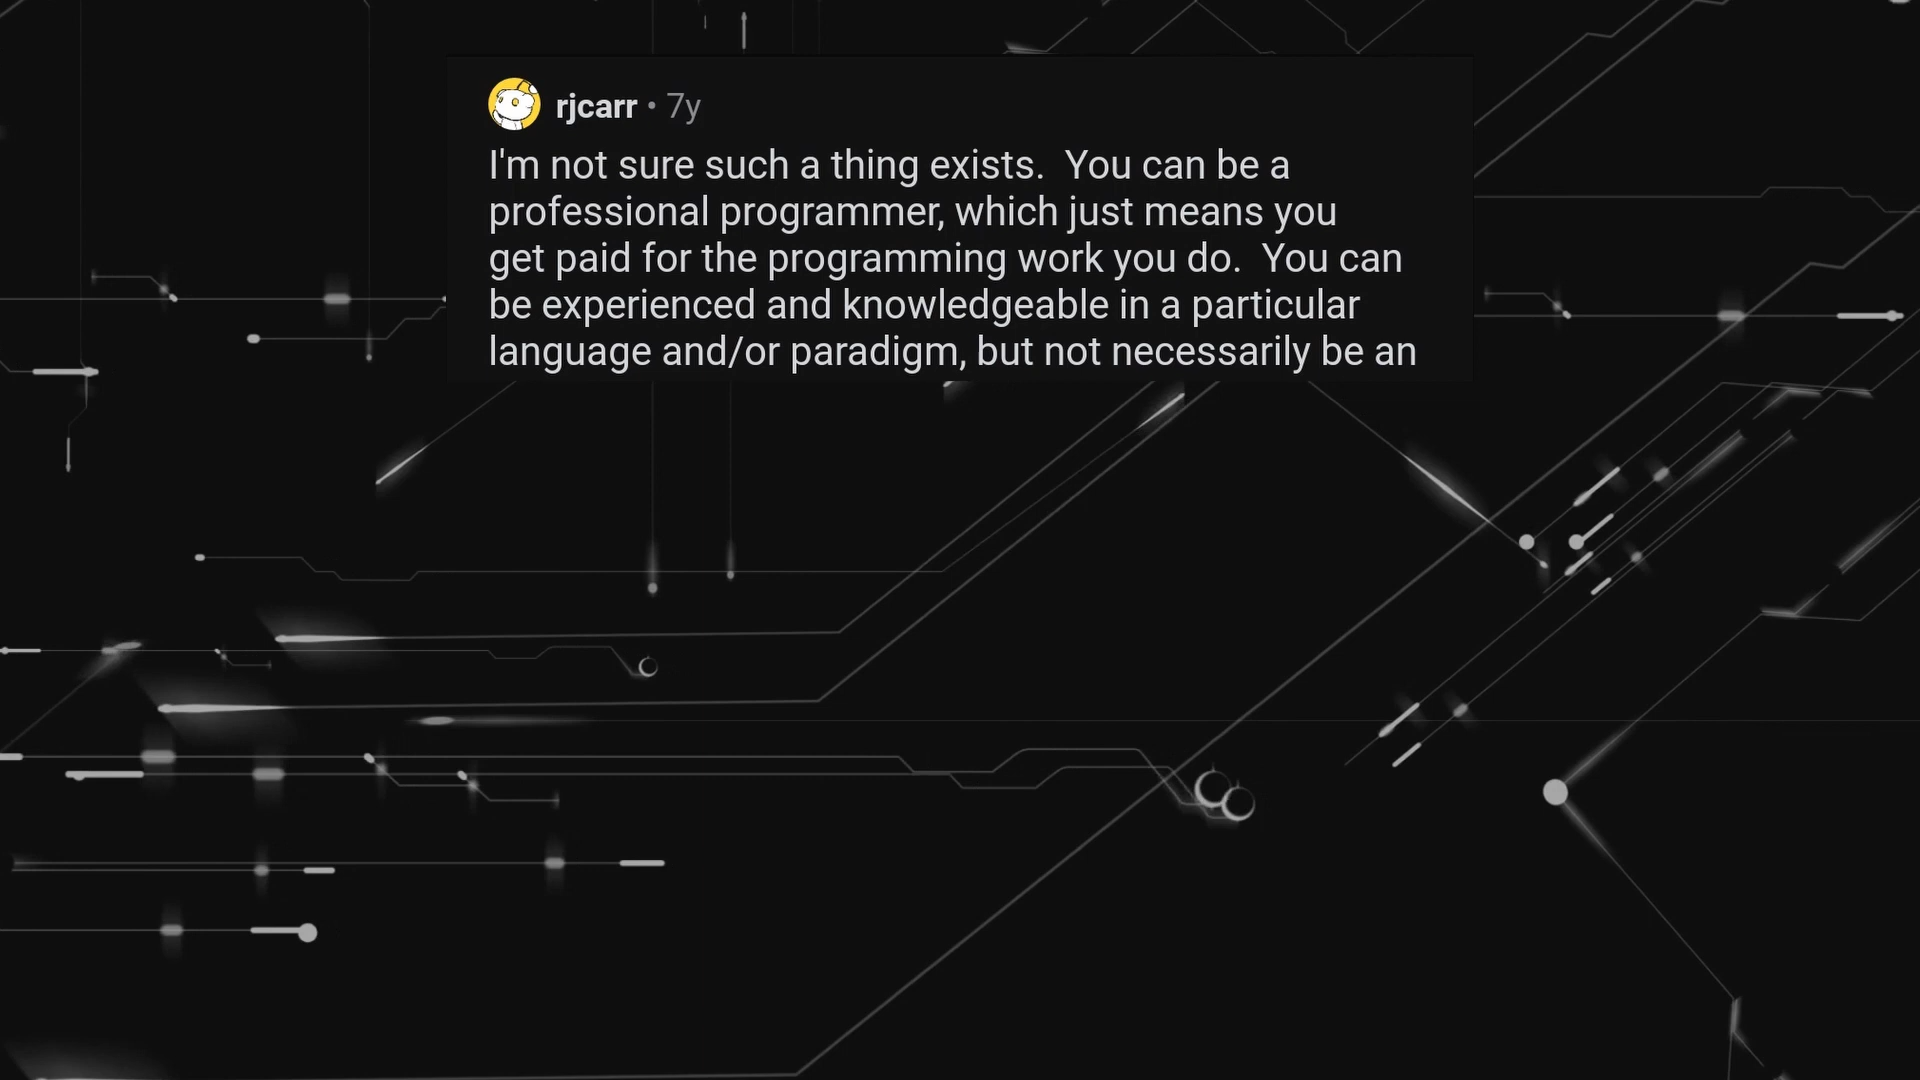 rjcarr • 7y
I'm not sure such a thing exists.  You can be a
professional programmer, which just means you
get paid for the programming work you do.  You can
be experienced and knowledgeable in a particular
language and/or paradigm, but not necessarily be an